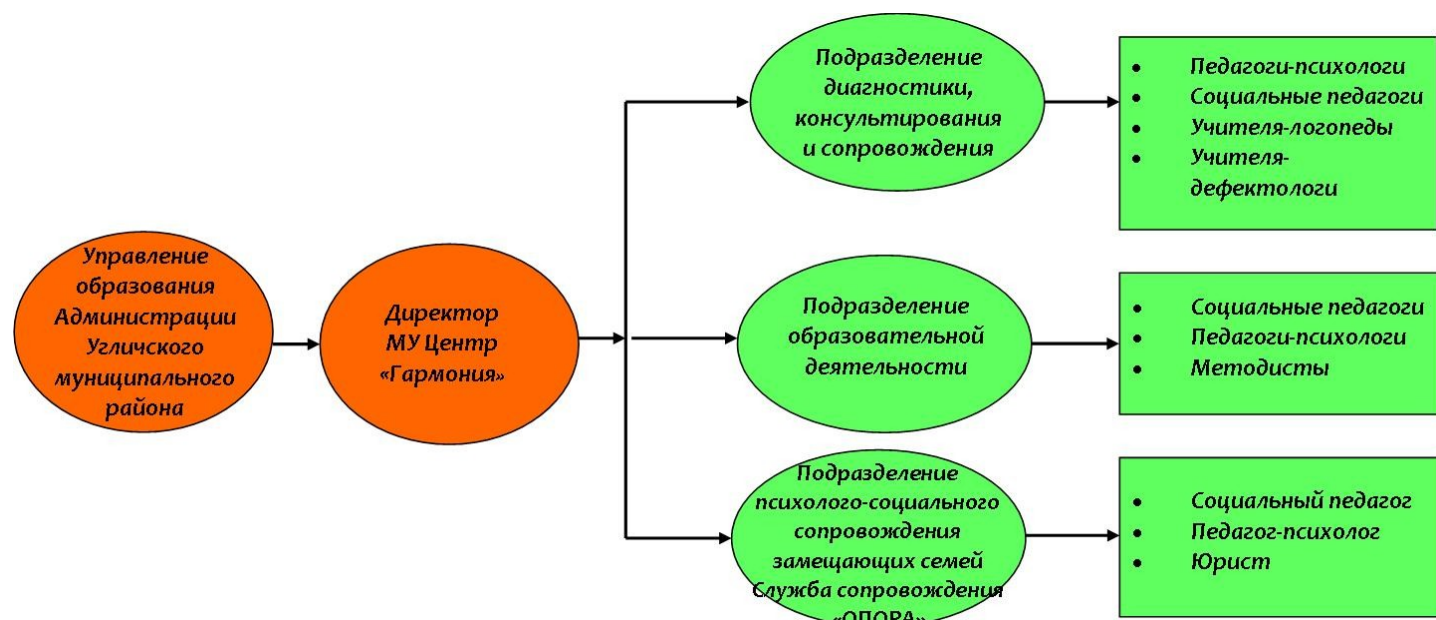 Управление
образования
Администрации
Угличского
муниципального
района
Директор
МУ Центр
«Гармония»
Подразделение
диагностики,
консультирования
и сопровождения
• Педагоги-психологи
• Социальные педагоги
• Учителя-логопеды
• Учителя-
дефектологи
Подразделение
образовательной
деятельности
• Социальные педагоги
• Педагоги-психологи
• Методисты
Подразделение
психолого-социального
сопровождения
замещающих семей
Служба сопровождения
«ОПОРА»
• Социальный педагог
• Педагог-психолог
• Юрист